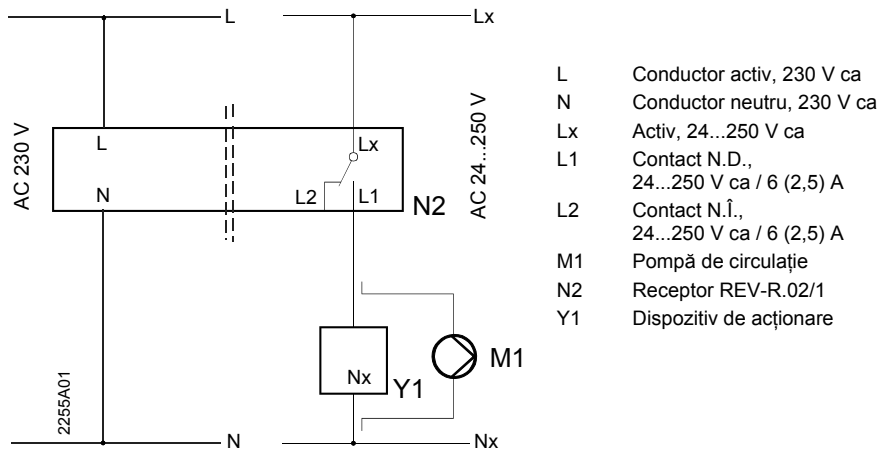 L
Lx
AC 230 V
L
N
Lx
L2
L1
N2
AC 24...250 V
Nx
Y1
M1
2255A01
N
Nx
L Conductor activ, 230 V ca
N Conductor neutru, 230 V ca
Lx Activ, 24...250 V ca
L1 Contact N.D.,
24...250 V ca / 6 (2,5) A
L2 Contact N.Î.,
24...250 V ca / 6 (2,5) A
M1 Pompă de circulație
N2 Receptor REV-R.02/1
Y1 Dispozitiv de acționare